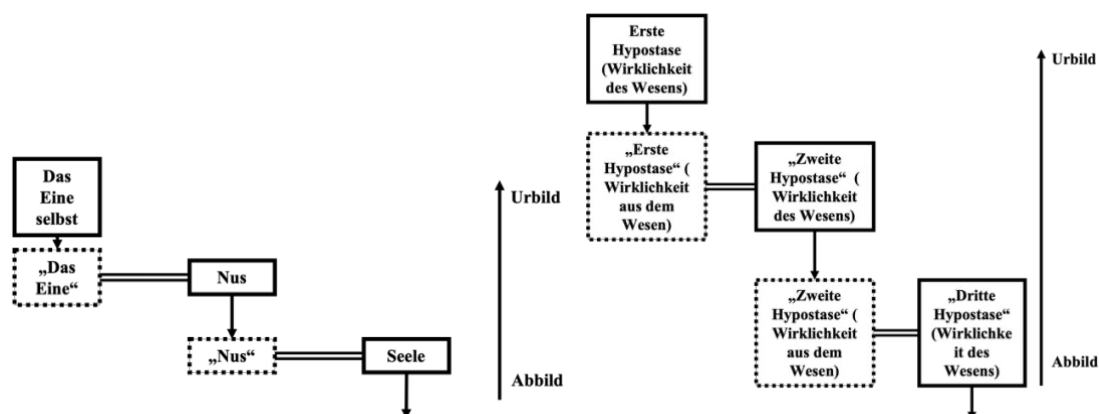 Das
Eine
selbst
„Das
Eine“
Nus
„Nus“
Seele
Urbild
Abbild
Erste
Hypostase
(Wirklichkeit
des Wesens)
„Erste
Hypostase“ (
Wirklichkeit
aus dem
Wesen)
„Zweite
Hypostase“ (
Wirklichkeit
des Wesens)
„Zweite
Hypostase“ (
Wirklichkeit
aus dem
Wesen)
„Dritte
Hypostase“
(Wirklichke
it des
Wesens)
Urbild
Abbild